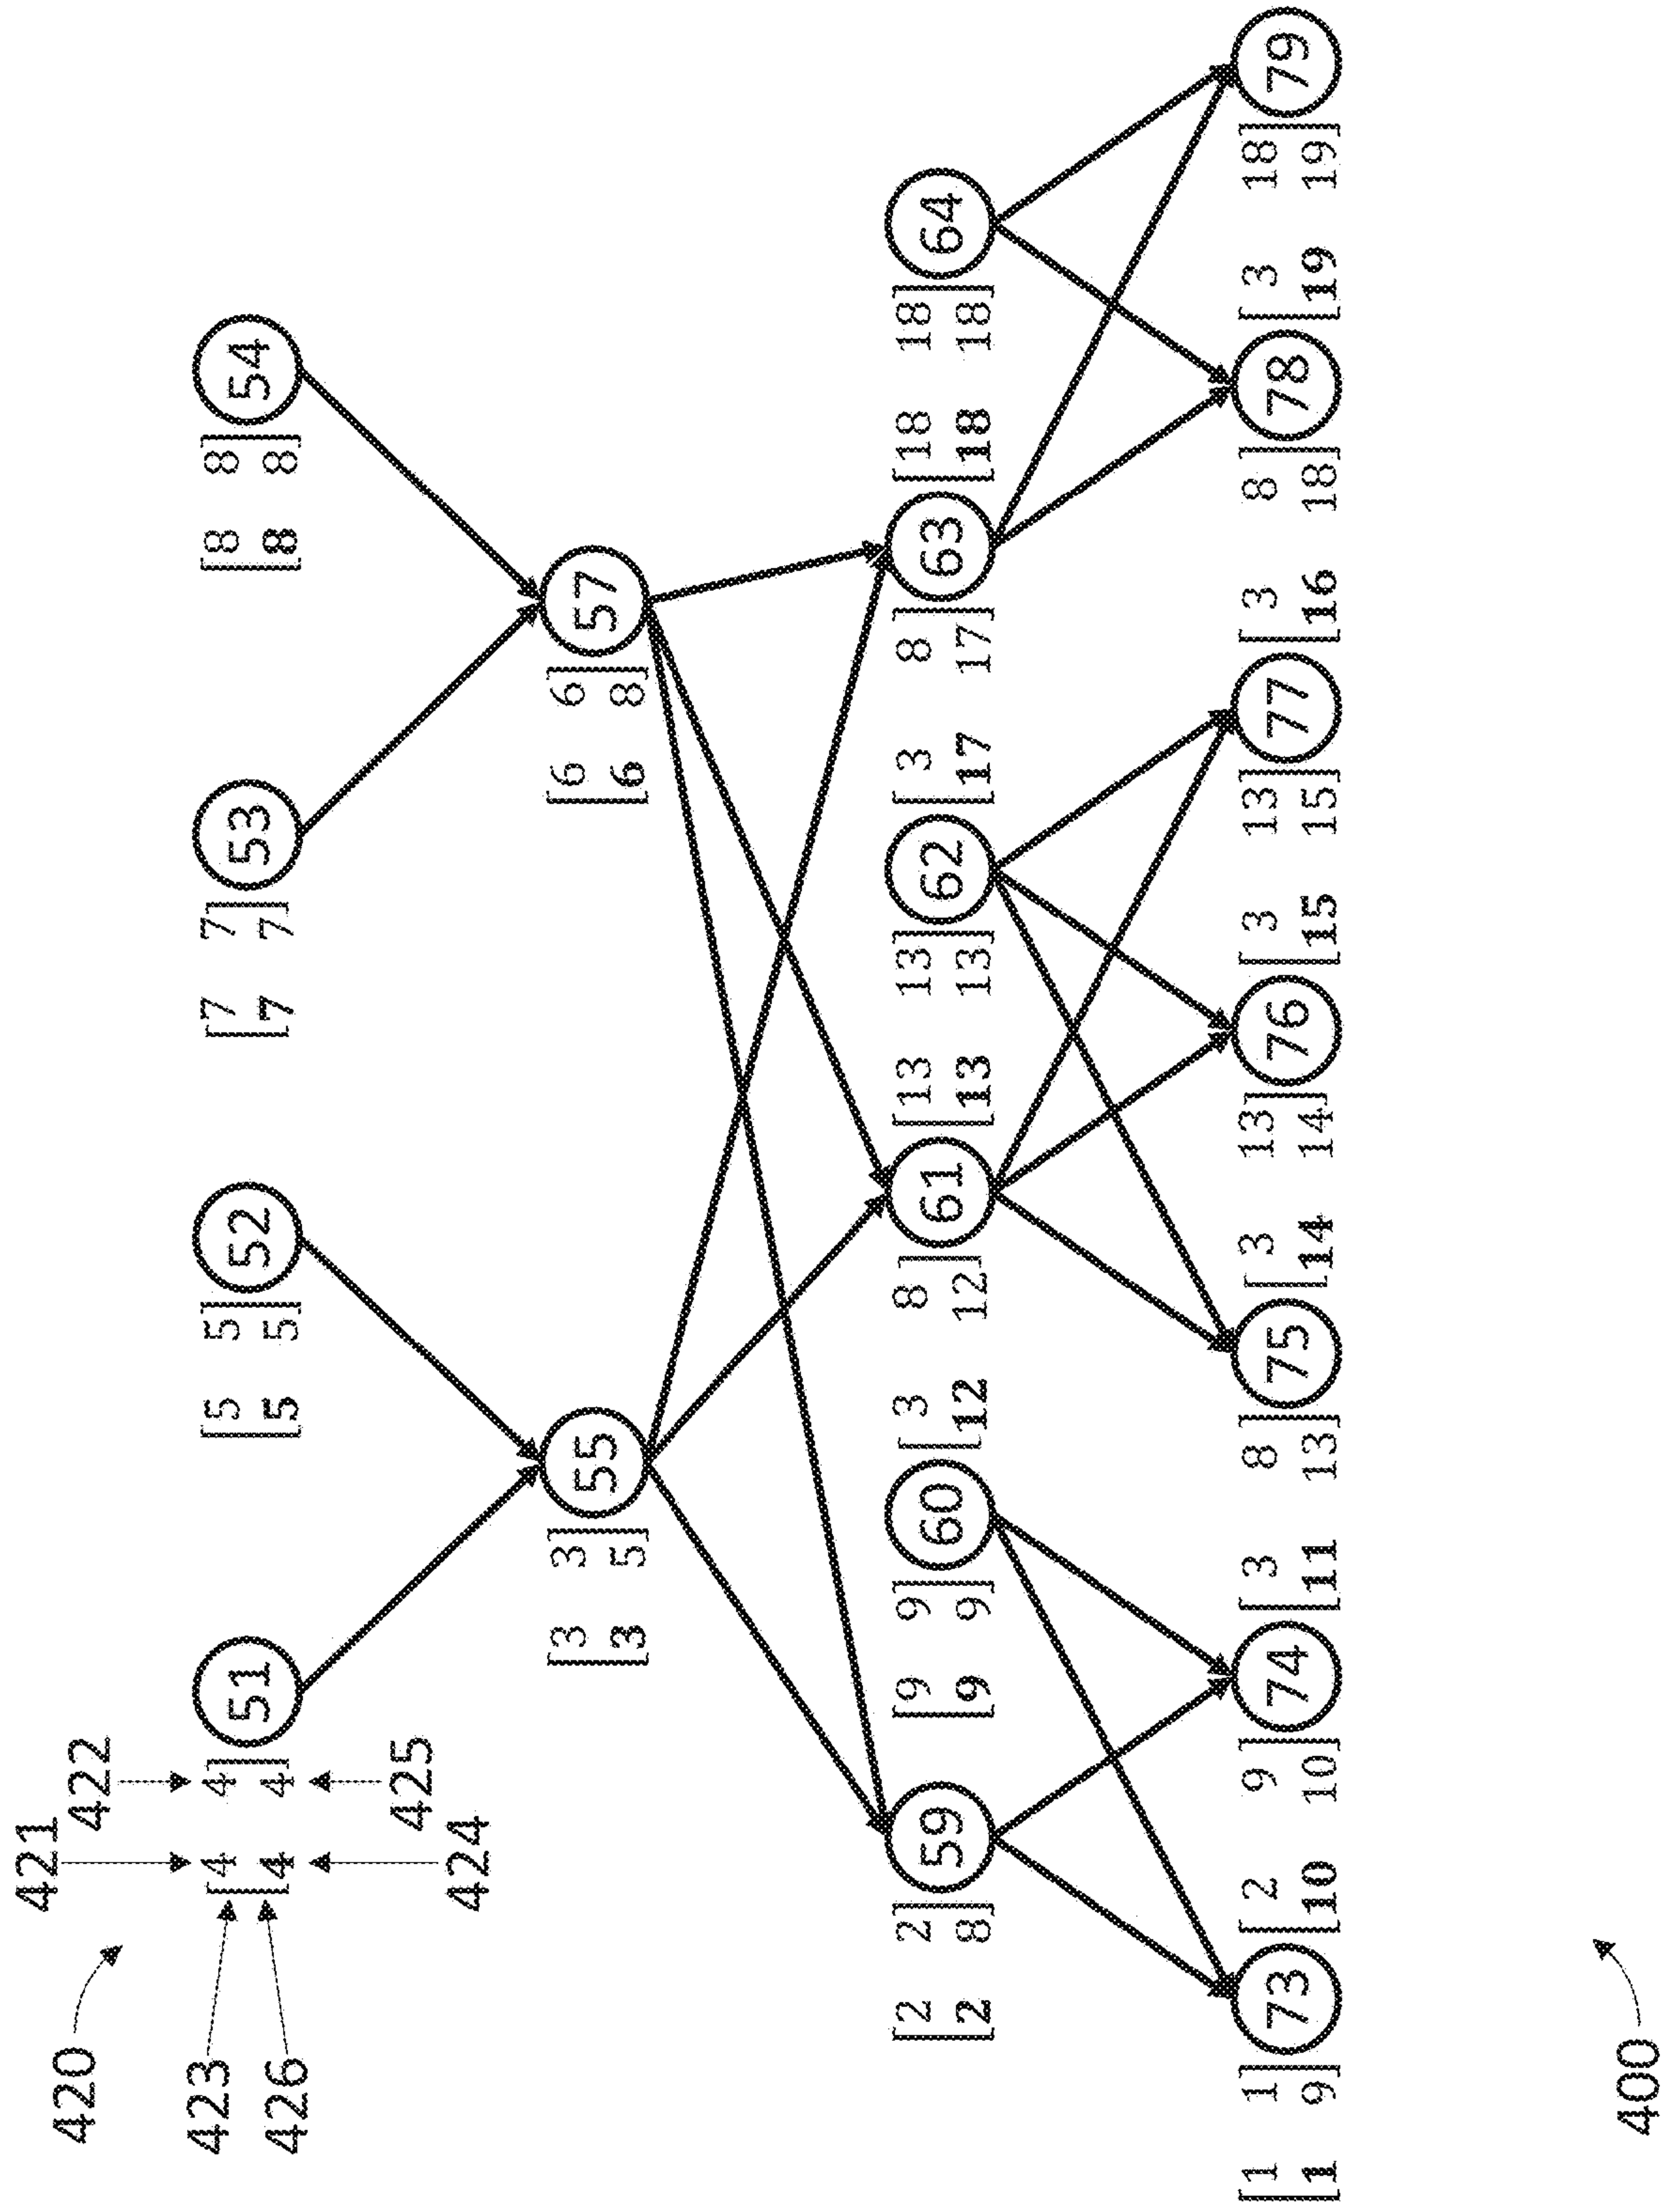 421
422
420
423 [4 4] 51 [5 5] 52 [7 7] 53 [8 8] 54
426 [4 4] [5 5] [7 7] [8 8]
425
424
[3 3] 55 [6 6] 57
[3 5] [6 8]
[2 2] 59 [9 9] 60 [3 8] 61 [13 13] 62 [3 8] 63 [18 18] 64
[2 8] [9 9] [12 12] [13 13] [17 17] [18 18]
[1 1] 73 [2 9] 74 [3 8] 75 [3 13] 76 [3 13] 77 [3 8] 78 [3 18] 79
[1 9] [10 10] [11 13] [14 14] [15 15] [16 18] [19 19]
400